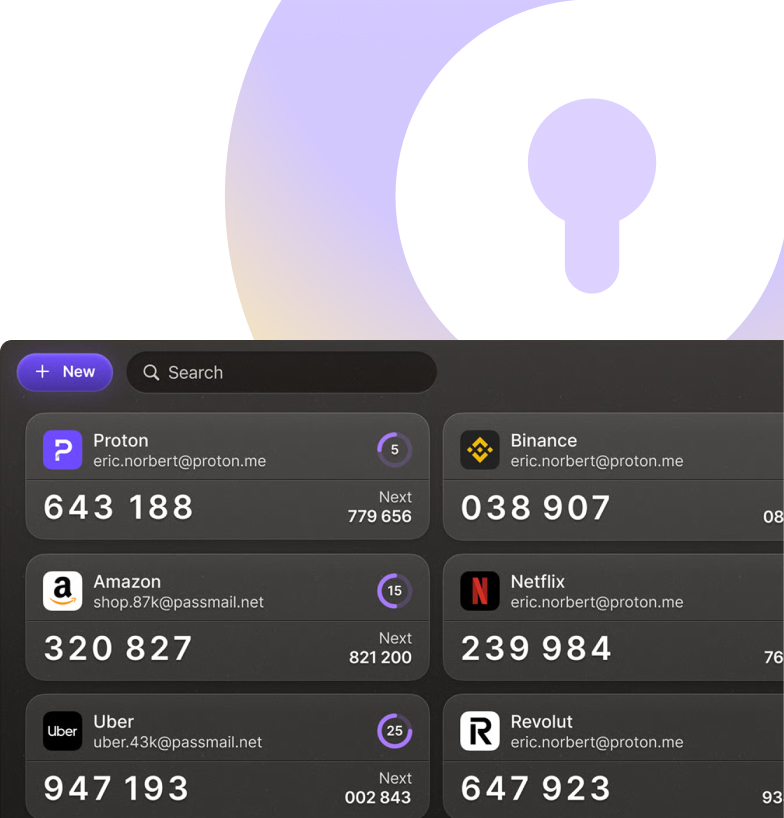 + New
Search
Proton
eric.norbert@proton.me
5
643 188
Next
779 656
Binance
eric.norbert@proton.me
038 907
08
Amazon
shop.87k@passmail.net
15
320 827
Next
821 200
Netflix
eric.norbert@proton.me
239 984
76
Uber
Uber
uber.43k@passmail.net
25
947 193
Next
002 843
Revolut
eric.norbert@proton.me
647 923
93